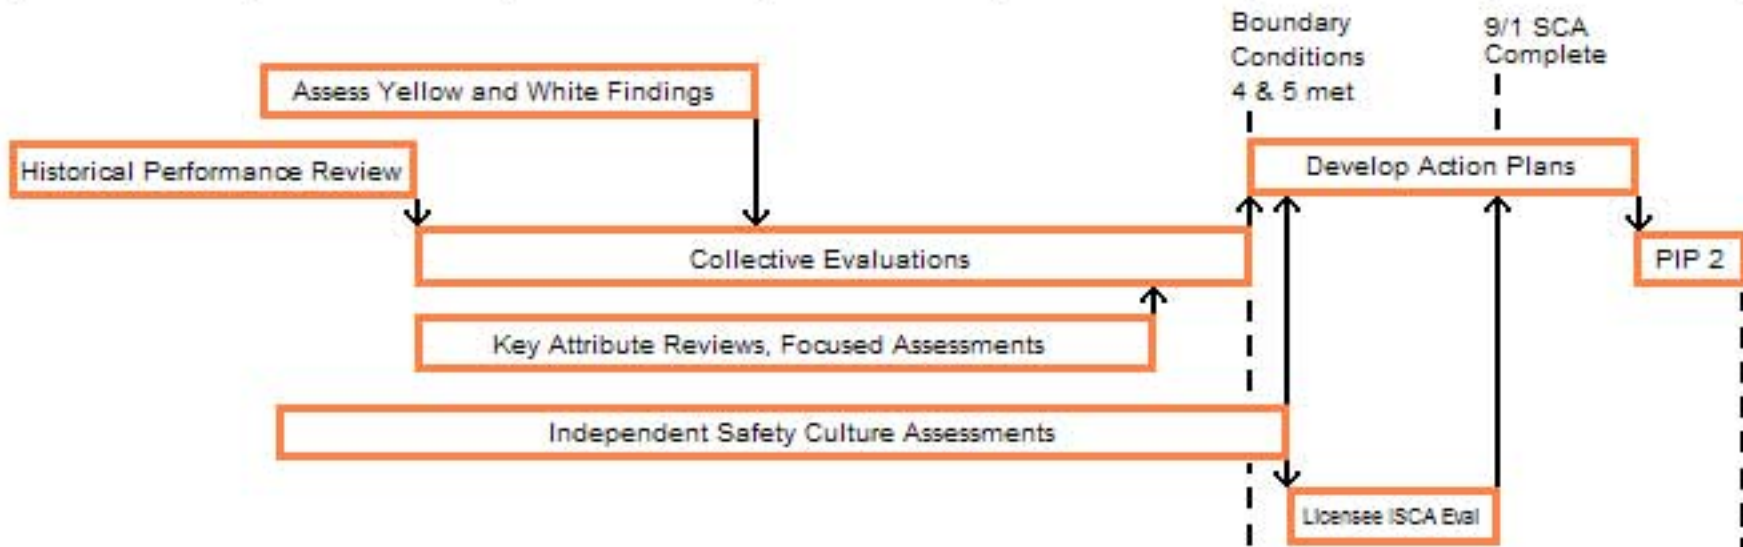 Boundary
Conditions
4 & 5 met
9/1 SCA
Complete
Assess Yellow and White Findings
Historical Performance Review
Develop Action Plans
Collective Evaluations
PIP 2
Key Attribute Reviews, Focused Assessments
Independent Safety Culture Assessments
Licensee ISCA Eval